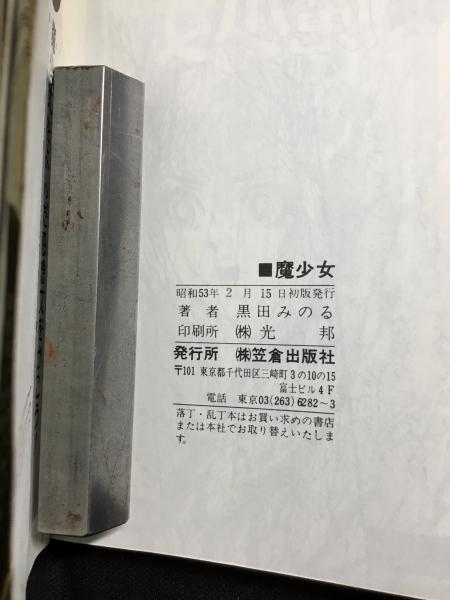 ■魔少女
昭和53年2月15日初版発行
著者 黒田みのる
印刷所 ㈱光邦
発行所 ㈱笠倉出版社
〒101 東京都千代田区三崎町3の10の15
富士ビル4F
電話 東京03(263)6282〜3
落丁・乱丁本はお買い求めの書店
または本社でお取り替えいたしま
す。